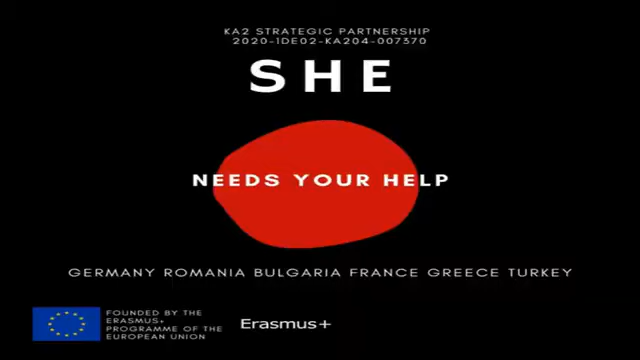 KA2 STRATEGIC PARTNERSHIP
2020-1DE02-KA204-007370
SHE
NEEDS YOUR HELP
GERMANY ROMANIA BULGARIA FRANCE GREECE TURKEY
FOUNDED BY THE
ERASMUS+
PROGRAMME OF THE
EUROPEAN UNION
Erasmus+